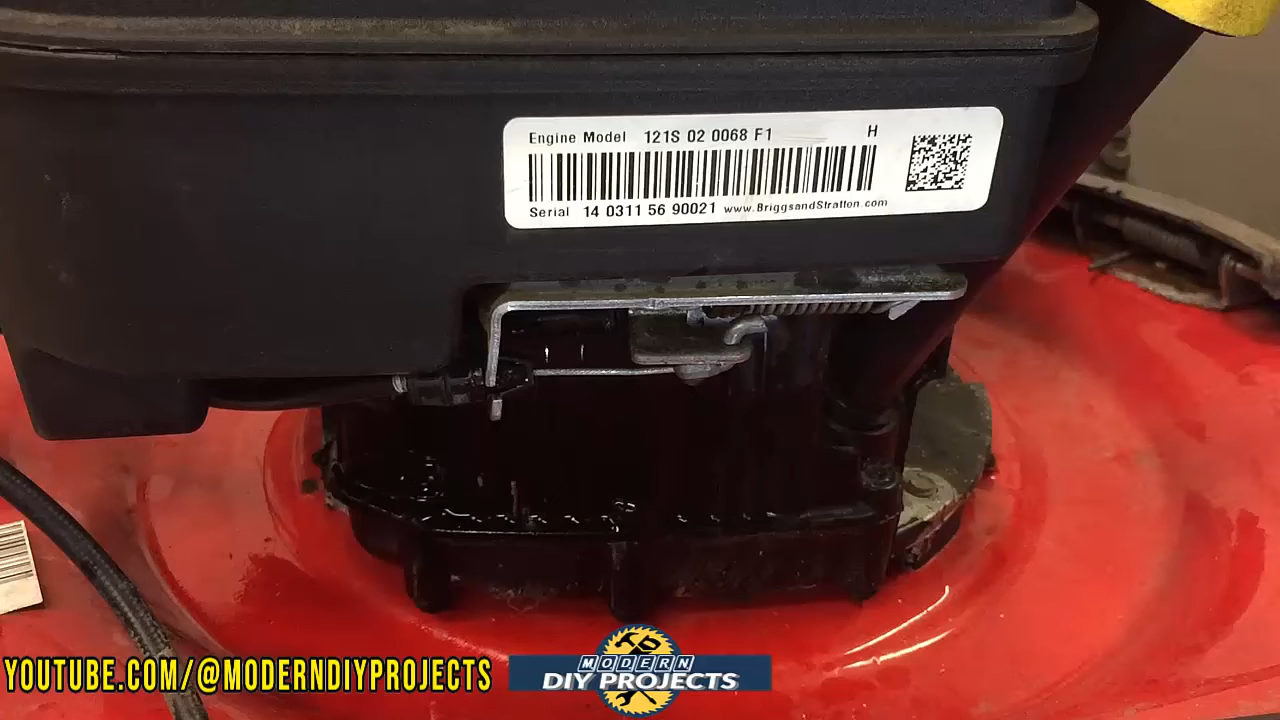 Engine Model 121S 02 0068 F1 H
Serial 14 0311 56 90021 www.BriggsandStratton.com
YOUTUBE.COM/@MODERNDIYPROJECTS
MODERN
DIY PROJECTS